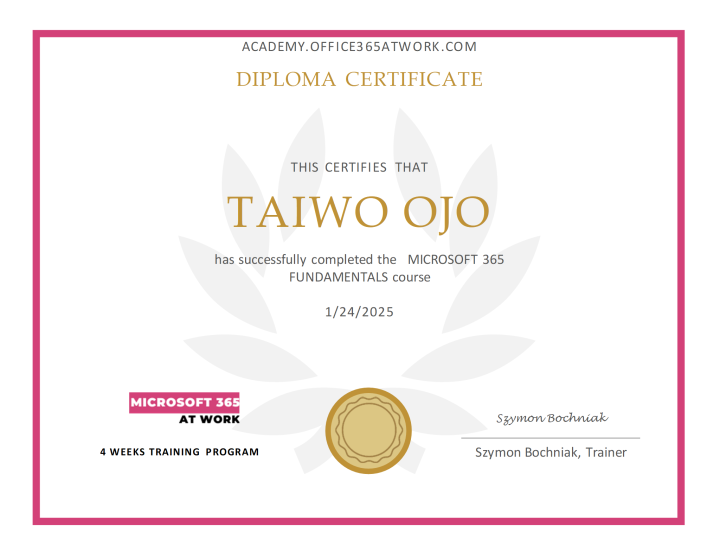 ACADEMY.OFFICE365ATWORK.COM
DIPLOMA CERTIFICATE
THIS CERTIFIES THAT
TAIWO OJO
has successfully completed the MICROSOFT 365
FUNDAMENTALS course
1/24/2025
MICROSOFT 365
AT WORK
4 WEEKS TRAINING PROGRAM
Szymon Bochniak
Szymon Bochniak, Trainer